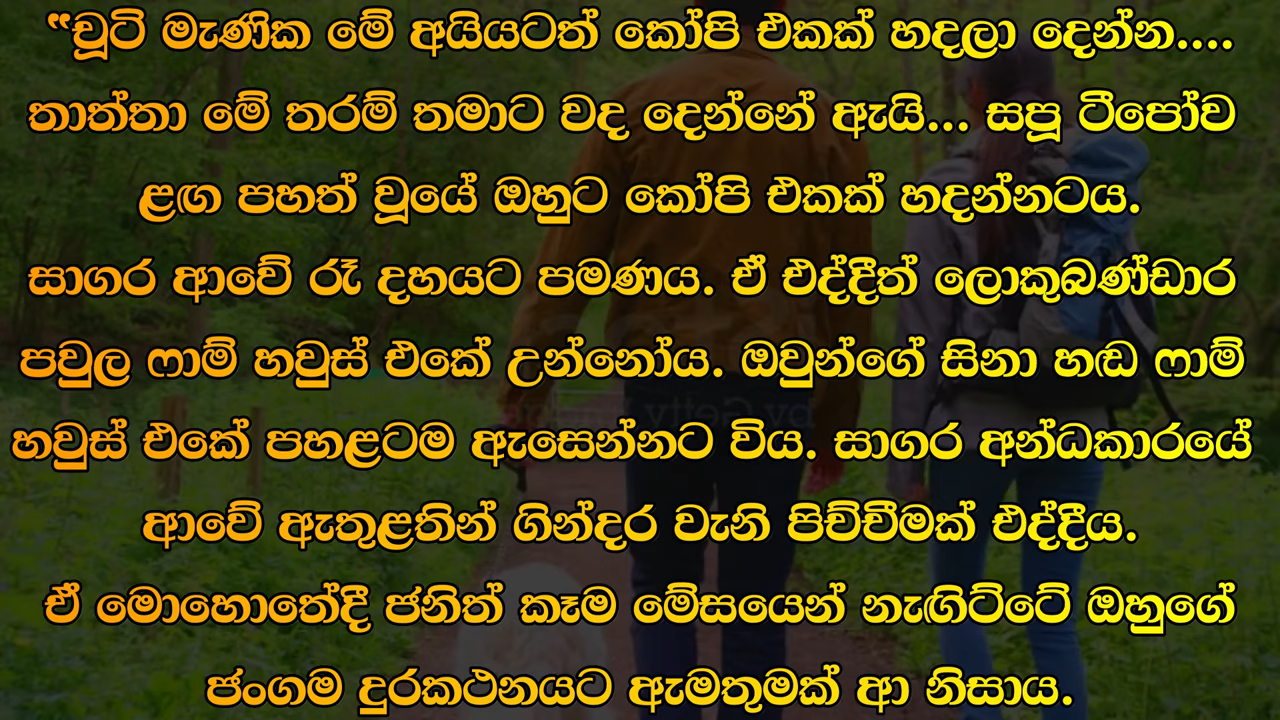 “චූටි මැණික මේ අයියටත් කෝපි එකක් හදලා දෙන්න....
තාත්තා මේ තරම් තමාට වද දෙන්නේ ඇයි... සපූ ටීපෝව
ළඟ පහත් වූයේ ඔහුට කෝපි එකක් හදන්නටය.
සාගර ආවේ රෑ දහයට පමණය. ඒ එද්දීත් ලොකුබණ්ඩාර
පවුල ෆාම් හවුස් එකේ උන්නෝය. ඔවුන්ගේ සිනා හඬ ෆාම්
හවුස් එකේ පහළටම ඇසෙන්නට විය. සාගර අන්ධකාරයේ
ආවේ ඇතුළතින් ගින්දර වැනි පිච්චීමක් එද්දීය.
ඒ මොහොතේදී ජනිත් කෑම මේසයෙන් නැඟිට්ටේ ඔහුගේ
ජංගම දුරකථනයට ඇමතුමක් ආ නිසාය.